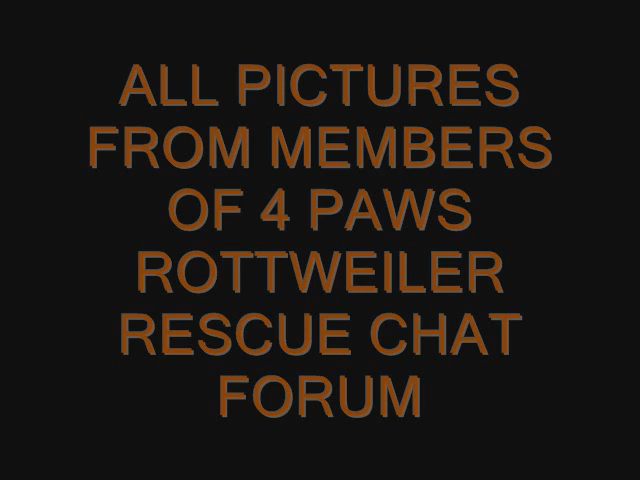 ALL PICTURES
FROM MEMBERS
OF 4 PAWS
ROTTWEILER
RESCUE CHAT
FORUM